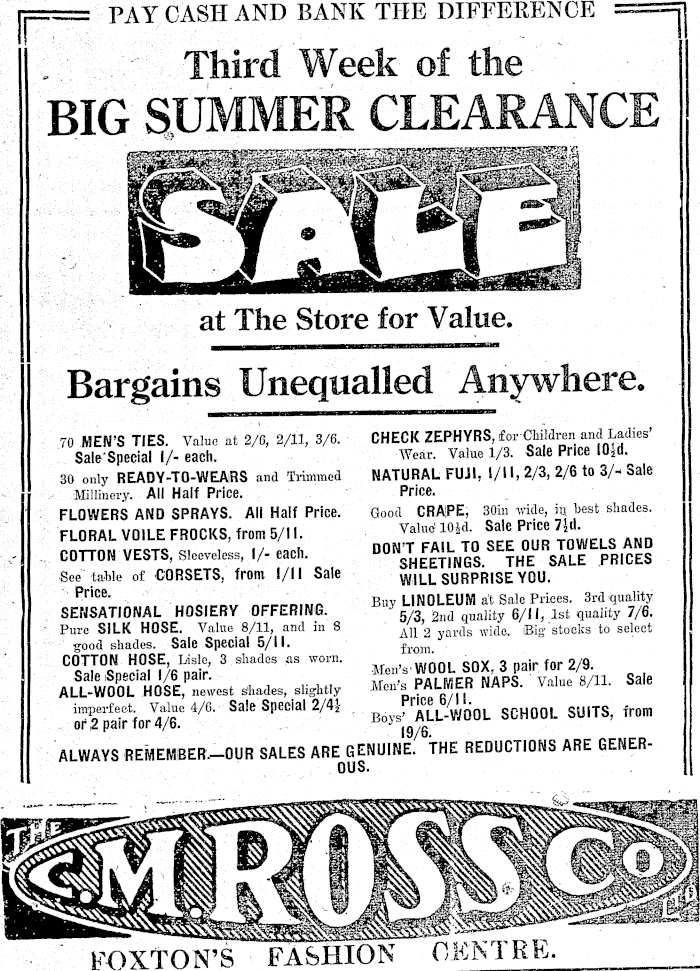 PAY CASH AND BANK THE DIFFERENCE
Third Week of the
BIG SUMMER CLEARANCE
SALE
at The Store for Value.
Bargains Unequalled Anywhere.
70 MEN'S TIES. Value at 2/6, 2/11, 3/6.
Sale Special 1/- each.
30 only READY-TO-WEARS and Trimmed
Millinery. All Half Price.
FLOWERS AND SPRAYS. All Half Price.
FLORAL VOILE FROCKS, from 5/11.
COTTON VESTS, Sleeveless, 1/- each.
See table of CORSETS, from 1/11 Sale
Price.
SENSATIONAL HOSIERY OFFERING.
Pure SILK HOSE. Value 8/11, and in 8
good shades. Sale Special 5/11.
COTTON HOSE, Lisle, 3 shades as worn.
Sale Special 1/6 pair.
ALL-WOOL HOSE, newest shades, slightly
imperfect. Value 4/6. Sale Special 2/4½
or 2 pair for 4/6.
CHECK ZEPHYRS, for Children and Ladies'
Wear. Value 1/3. Sale Price 10½d.
NATURAL FUJI, 1/11, 2/3, 2/6 to 3/- Sale
Price.
Good CRAPE, 30in wide, in best shades.
Value 10½d. Sale Price 7½d.
DON'T FAIL TO SEE OUR TOWELS AND
SHEETINGS. THE SALE PRICES
WILL SURPRISE YOU.
Buy LINOLEUM at Sale Prices. 3rd quality
5/3, 2nd quality 6/11, 1st quality 7/6.
All 2 yards wide. Big stocks to select
from.
Men's WOOL SOX, 3 pair for 2/9.
Men's PALMER NAPS. Value 8/11. Sale
Price 6/11.
Boys' ALL-WOOL SCHOOL SUITS, from
19/6.
ALWAYS REMEMBER.—OUR SALES ARE GENUINE. THE REDUCTIONS ARE GENER-
OUS.
THE
C.M. ROSS Co
LTD
FOXTON'S FASHION CENTRE.